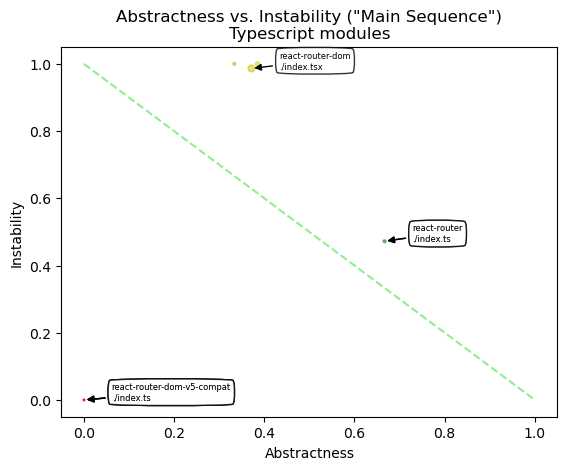 Abstractness vs. Instability ("Main Sequence")
Typescript modules
react-router-dom
./index.tsx
react-router
./index.ts
react-router-dom-v5-compat
./index.ts
Instability
1.0
0.8
0.6
0.4
0.2
0.0
0.0 0.2 0.4 0.6 0.8 1.0
Abstractness